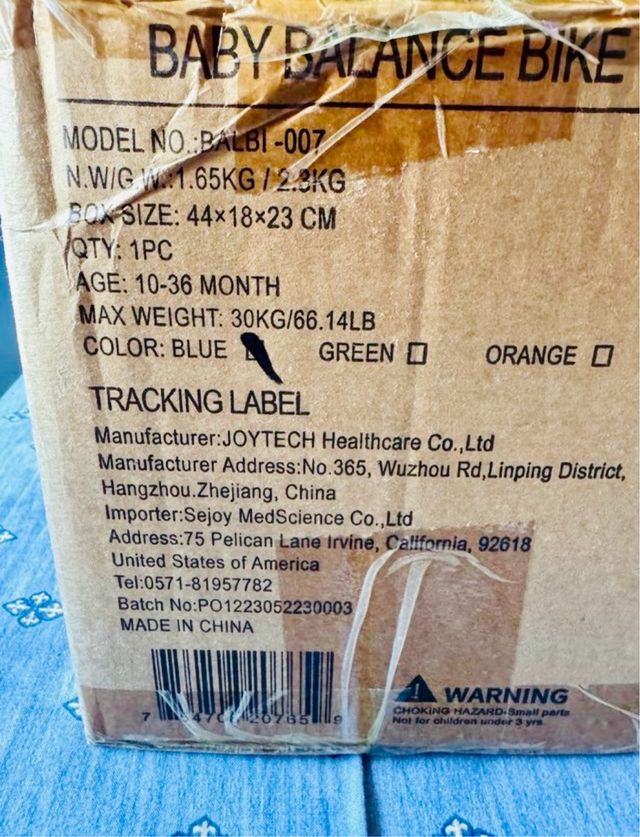 BABY BALANCE BIKE
MODEL NO.:BALBI -007
N.W/G.W.:1.65KG / 2.3KG
BOX SIZE: 44×18×23 CM
QTY: 1PC
AGE: 10-36 MONTH
MAX WEIGHT: 30KG/66.14LB
COLOR: BLUE GREEN ☐ ORANGE ☐
TRACKING LABEL
Manufacturer:JOYTECH Healthcare Co.,Ltd
Manufacturer Address:No.365, Wuzhou Rd,Linping District,
Hangzhou.Zhejiang, China
Importer:Sejoy MedScience Co.,Ltd
Address:75 Pelican Lane Irvine, California, 92618
United States of America
Tel:0571-81957782
Batch No:PO1223052230003
MADE IN CHINA
WARNING
CHOKING HAZARD-Small parts
Not for children under 3 yrs